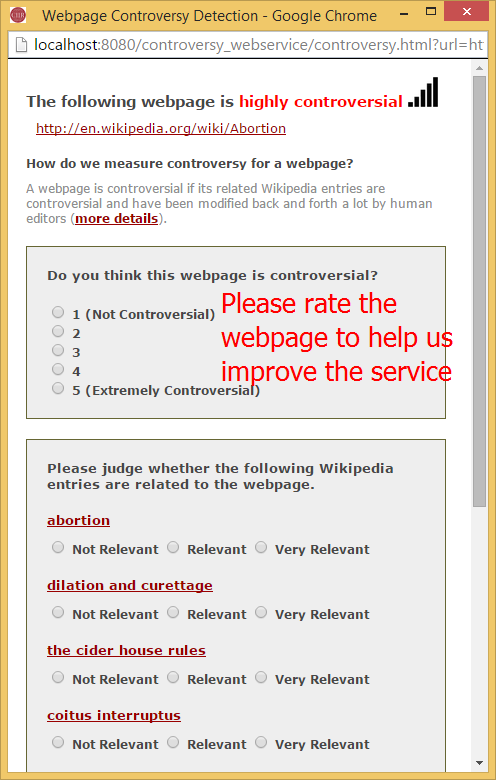 Webpage Controversy Detection - Google Chrome
localhost:8080/controversy_webservice/controversy.html?url=ht
The following webpage is highly controversial
http://en.wikipedia.org/wiki/Abortion
How do we measure controversy for a webpage?
A webpage is controversial if its related Wikipedia entries are
controversial and have been modified back and forth a lot by human
editors (more details).
Do you think this webpage is controversial?
1 (Not Controversial)
2
3
4
5 (Extremely Controversial)
Please rate the
webpage to help us
improve the service
Please judge whether the following Wikipedia
entries are related to the webpage.
abortion
Not Relevant Relevant Very Relevant
dilation and curettage
Not Relevant Relevant Very Relevant
the cider house rules
Not Relevant Relevant Very Relevant
coitus interruptus
Not Relevant Relevant Very Relevant